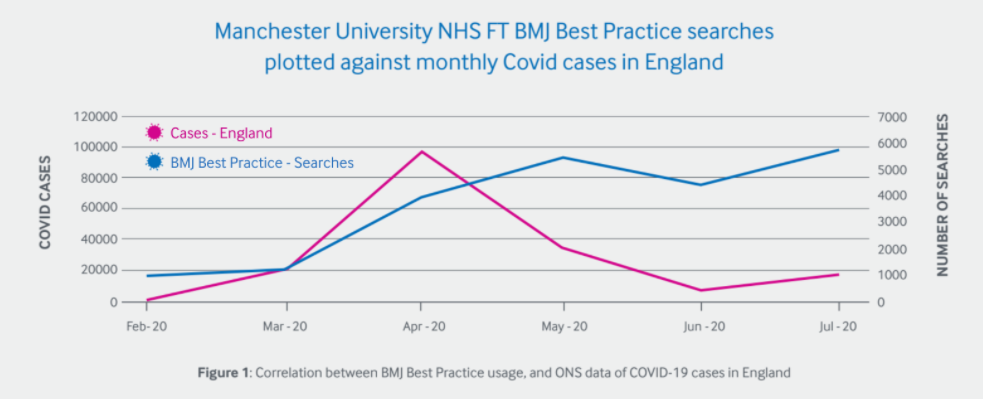 Manchester University NHS FT BMJ Best Practice searches
plotted against monthly Covid cases in England
120000
100000
80000
60000
40000
20000
0
COVID CASES
Cases - England
BMJ Best Practice - Searches
7000
6000
5000
4000
3000
2000
1000
0
NUMBER OF SEARCHES
Feb-20
Mar - 20
Apr - 20
May - 20
Jun - 20
Jul - 20
Figure 1: Correlation between BMJ Best Practice usage, and ONS data of COVID-19 cases in England